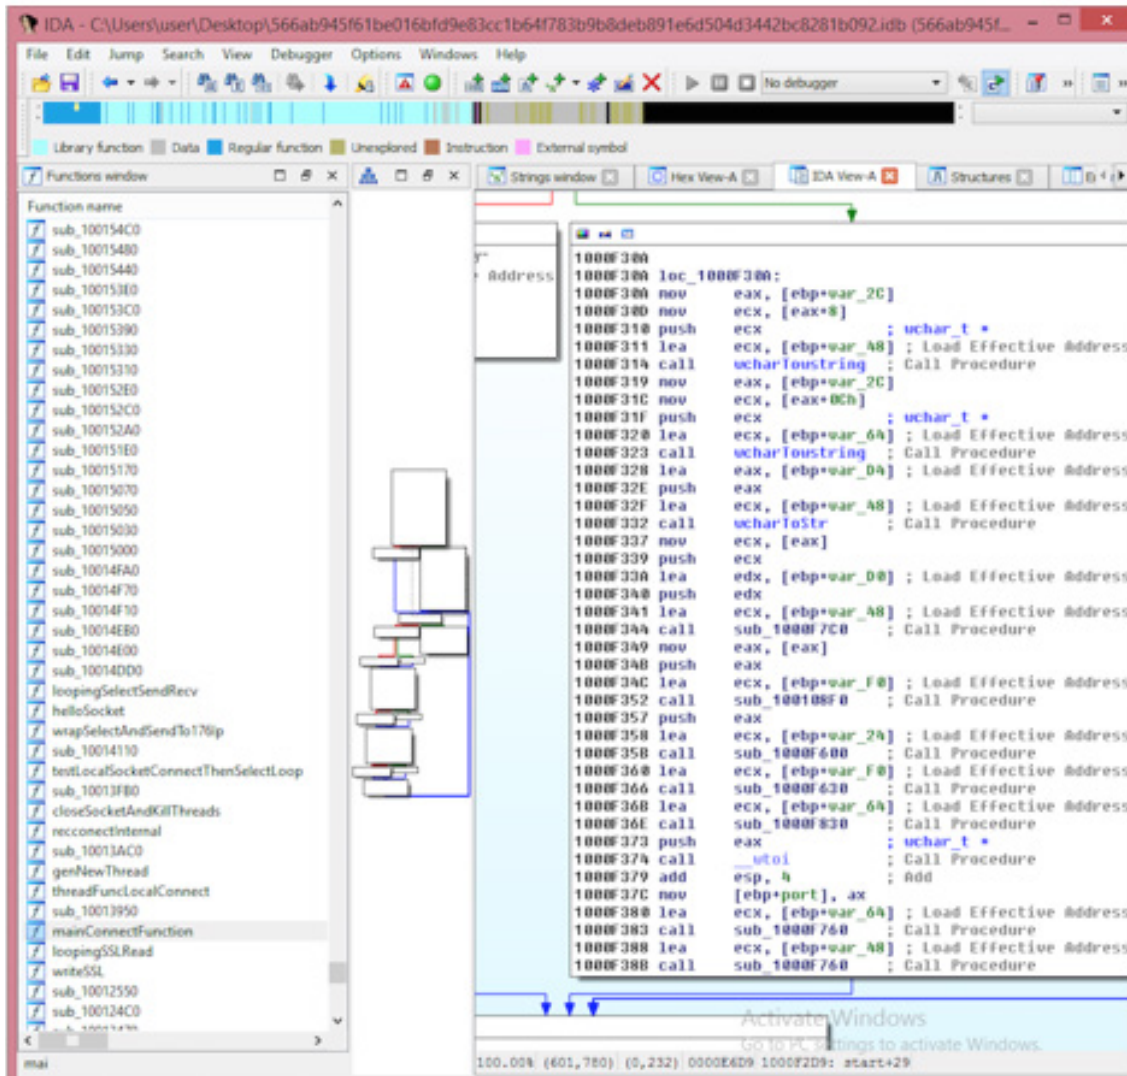 IDA - C:\Users\user\Desktop\566ab945f61be016bfd9e83cc1b64f783b9b8deb891e6d504d3442bc8281b092.idb (566ab945f...
File Edit Jump Search View Debugger Options Windows Help
No debugger
Library function Data Regular function Unexplored Instruction External symbol
Functions window
Strings window Hex View-A IDA View-A Structures
Function name
sub_100154C0
sub_10015480
sub_10015440
sub_100153E0
sub_100153C0
sub_10015390
sub_10015330
sub_10015310
sub_100152E0
sub_100152C0
sub_100152A0
sub_100151E0
sub_10015170
sub_10015070
sub_10015050
sub_10015030
sub_10015000
sub_10014FA0
sub_10014F70
sub_10014F10
sub_10014EB0
sub_10014E00
sub_10014DD0
loopingSelectSendRecv
helloSocket
wrapSelectAndSendTo176Ip
sub_10014110
testLocalSocketConnectThenSelectLoop
sub_10013FB0
closeSocketAndKillThreads
recconectInternal
sub_10013AC0
genNewThread
threadFuncLocalConnect
sub_10013950
mainConnectFunction
loopingSSLRead
writeSSL
sub_10012550
sub_100124C0
mai
Address
1000F30A
1000F30A loc_1000F30A:
1000F30A mov eax, [ebp+var_2C]
1000F30D mov ecx, [eax+8]
1000F310 push ecx ; wchar_t *
1000F311 lea ecx, [ebp+var_48] ; Load Effective Address
1000F314 call wcharToustring ; Call Procedure
1000F319 mov eax, [ebp+var_2C]
1000F31C mov ecx, [eax+0Ch]
1000F31F push ecx ; wchar_t *
1000F320 lea ecx, [ebp+var_64] ; Load Effective Address
1000F323 call wcharToustring ; Call Procedure
1000F328 lea eax, [ebp+var_D4] ; Load Effective Address
1000F32E push eax
1000F32F lea ecx, [ebp+var_48] ; Load Effective Address
1000F332 call wcharToStr ; Call Procedure
1000F337 mov ecx, [eax]
1000F339 push ecx
1000F33A lea edx, [ebp+var_D0] ; Load Effective Address
1000F340 push edx
1000F341 lea ecx, [ebp+var_48] ; Load Effective Address
1000F344 call sub_1000F7C0 ; Call Procedure
1000F349 mov eax, [eax]
1000F34B push eax
1000F34C lea ecx, [ebp+var_F0] ; Load Effective Address
1000F352 call sub_100108F0 ; Call Procedure
1000F357 push eax
1000F358 lea ecx, [ebp+var_24] ; Load Effective Address
1000F35B call sub_1000F600 ; Call Procedure
1000F360 lea ecx, [ebp+var_F0] ; Load Effective Address
1000F366 call sub_1000F630 ; Call Procedure
1000F36B lea ecx, [ebp+var_64] ; Load Effective Address
1000F36E call sub_1000F830 ; Call Procedure
1000F373 push eax ; wchar_t *
1000F374 call __wtoi ; Call Procedure
1000F379 add esp, 4 ; Add
1000F37C mov [ebp+port], ax
1000F380 lea ecx, [ebp+var_64] ; Load Effective Address
1000F383 call sub_1000F760 ; Call Procedure
1000F388 lea ecx, [ebp+var_48] ; Load Effective Address
1000F38B call sub_1000F760 ; Call Procedure
Activate Windows
Go to PC settings to activate Windows.
100.00% (601,780) (0,232) 0000E6D9 1000F2D9: start+29